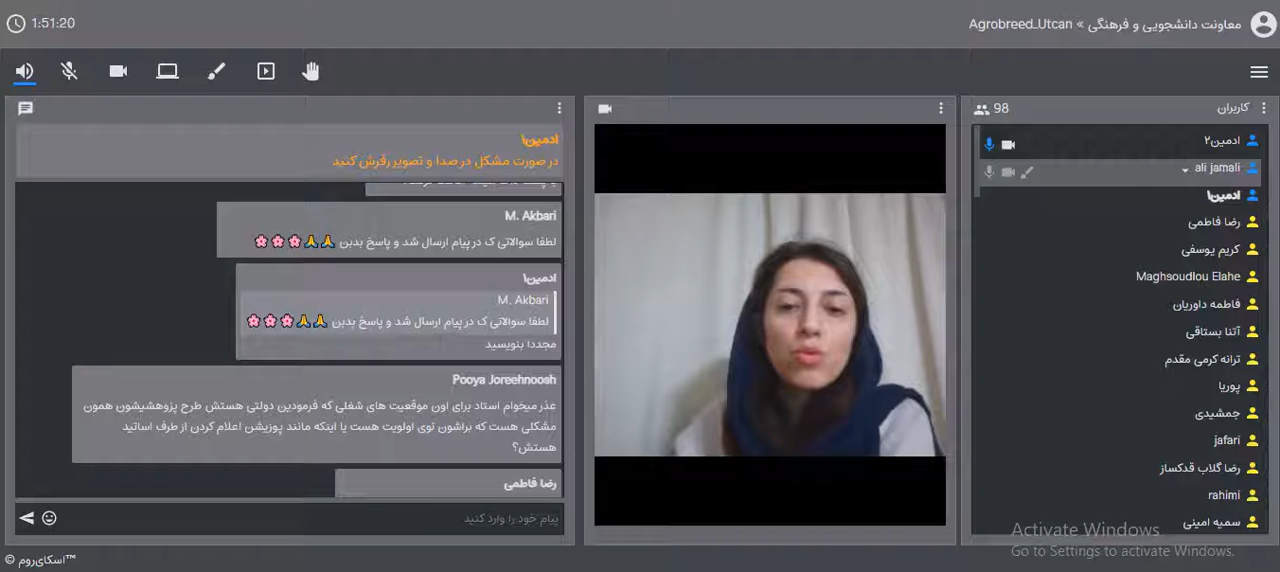 1:51:20
معاونت دانشجویی و فرهنگی » Agrobreed_Utcan
ادمین۱
در صورت مشکل در صدا و تصویر رفرش کنید
M. Akbari
لطفا سوالاتی ک در پیام ارسال شد و پاسخ بدین 🙏🙏🌸🌸🌸
ادمین۱
M. Akbari
لطفا سوالاتی ک در پیام ارسال شد و پاسخ بدین 🙏🙏🌸🌸🌸
مجددا بنویسید
Pooya Joreehnoosh
عذر میخوام استاد برای اون موقعیت های شغلی که فرمودین دولتی هستش طرح پزوهشیشون همون
مشکلی هست که براشون توی اولویت هست یا اینکه مانند پوزیشن اعلام کردن از طرف اساتید
هستش؟
رضا فاطمی
پیام خود را وارد کنید
اسکای‌روم™ ©
98 کاربران
ادمین۲
ali jamali
ادمین۱
رضا فاطمی
کریم یوسفی
Maghsoudlou Elahe
فاطمه داوریان
آتنا بستاقی
ترانه کرمی مقدم
پوریا
جمشیدی
jafari
رضا گلاب قدکساز
rahimi
سمیه امینی
Activate Windows
Go to Settings to activate Windows.